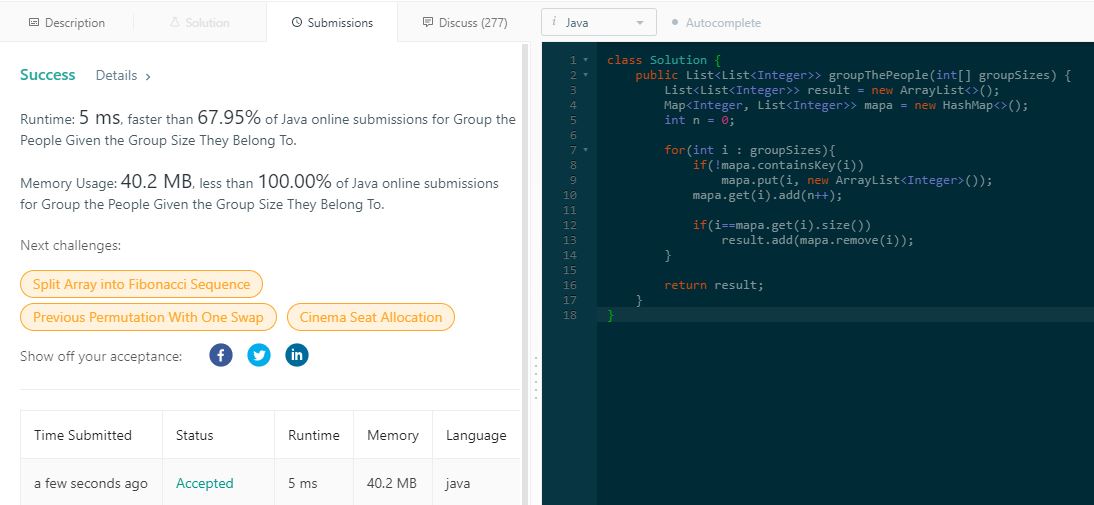 Description
Solution
Submissions
Discuss (277)
Success
Details ›
Runtime: 5 ms, faster than 67.95% of Java online submissions for Group the
People Given the Group Size They Belong To.
Memory Usage: 40.2 MB, less than 100.00% of Java online submissions
for Group the People Given the Group Size They Belong To.
Next challenges:
Split Array into Fibonacci Sequence
Previous Permutation With One Swap
Cinema Seat Allocation
Show off your acceptance:
Time Submitted Status Runtime Memory Language
a few seconds ago Accepted 5 ms 40.2 MB java
i Java
Autocomplete
1 class Solution {
2     public List<List<Integer>> groupThePeople(int[] groupSizes) {
3         List<List<Integer>> result = new ArrayList<>();
4         Map<Integer, List<Integer>> mapa = new HashMap<>();
5         int n = 0;
6
7         for(int i : groupSizes){
8             if(!mapa.containsKey(i))
9                 mapa.put(i, new ArrayList<Integer>());
10             mapa.get(i).add(n++);
11
12             if(i==mapa.get(i).size())
13                 result.add(mapa.remove(i));
14         }
15
16         return result;
17     }
18 }